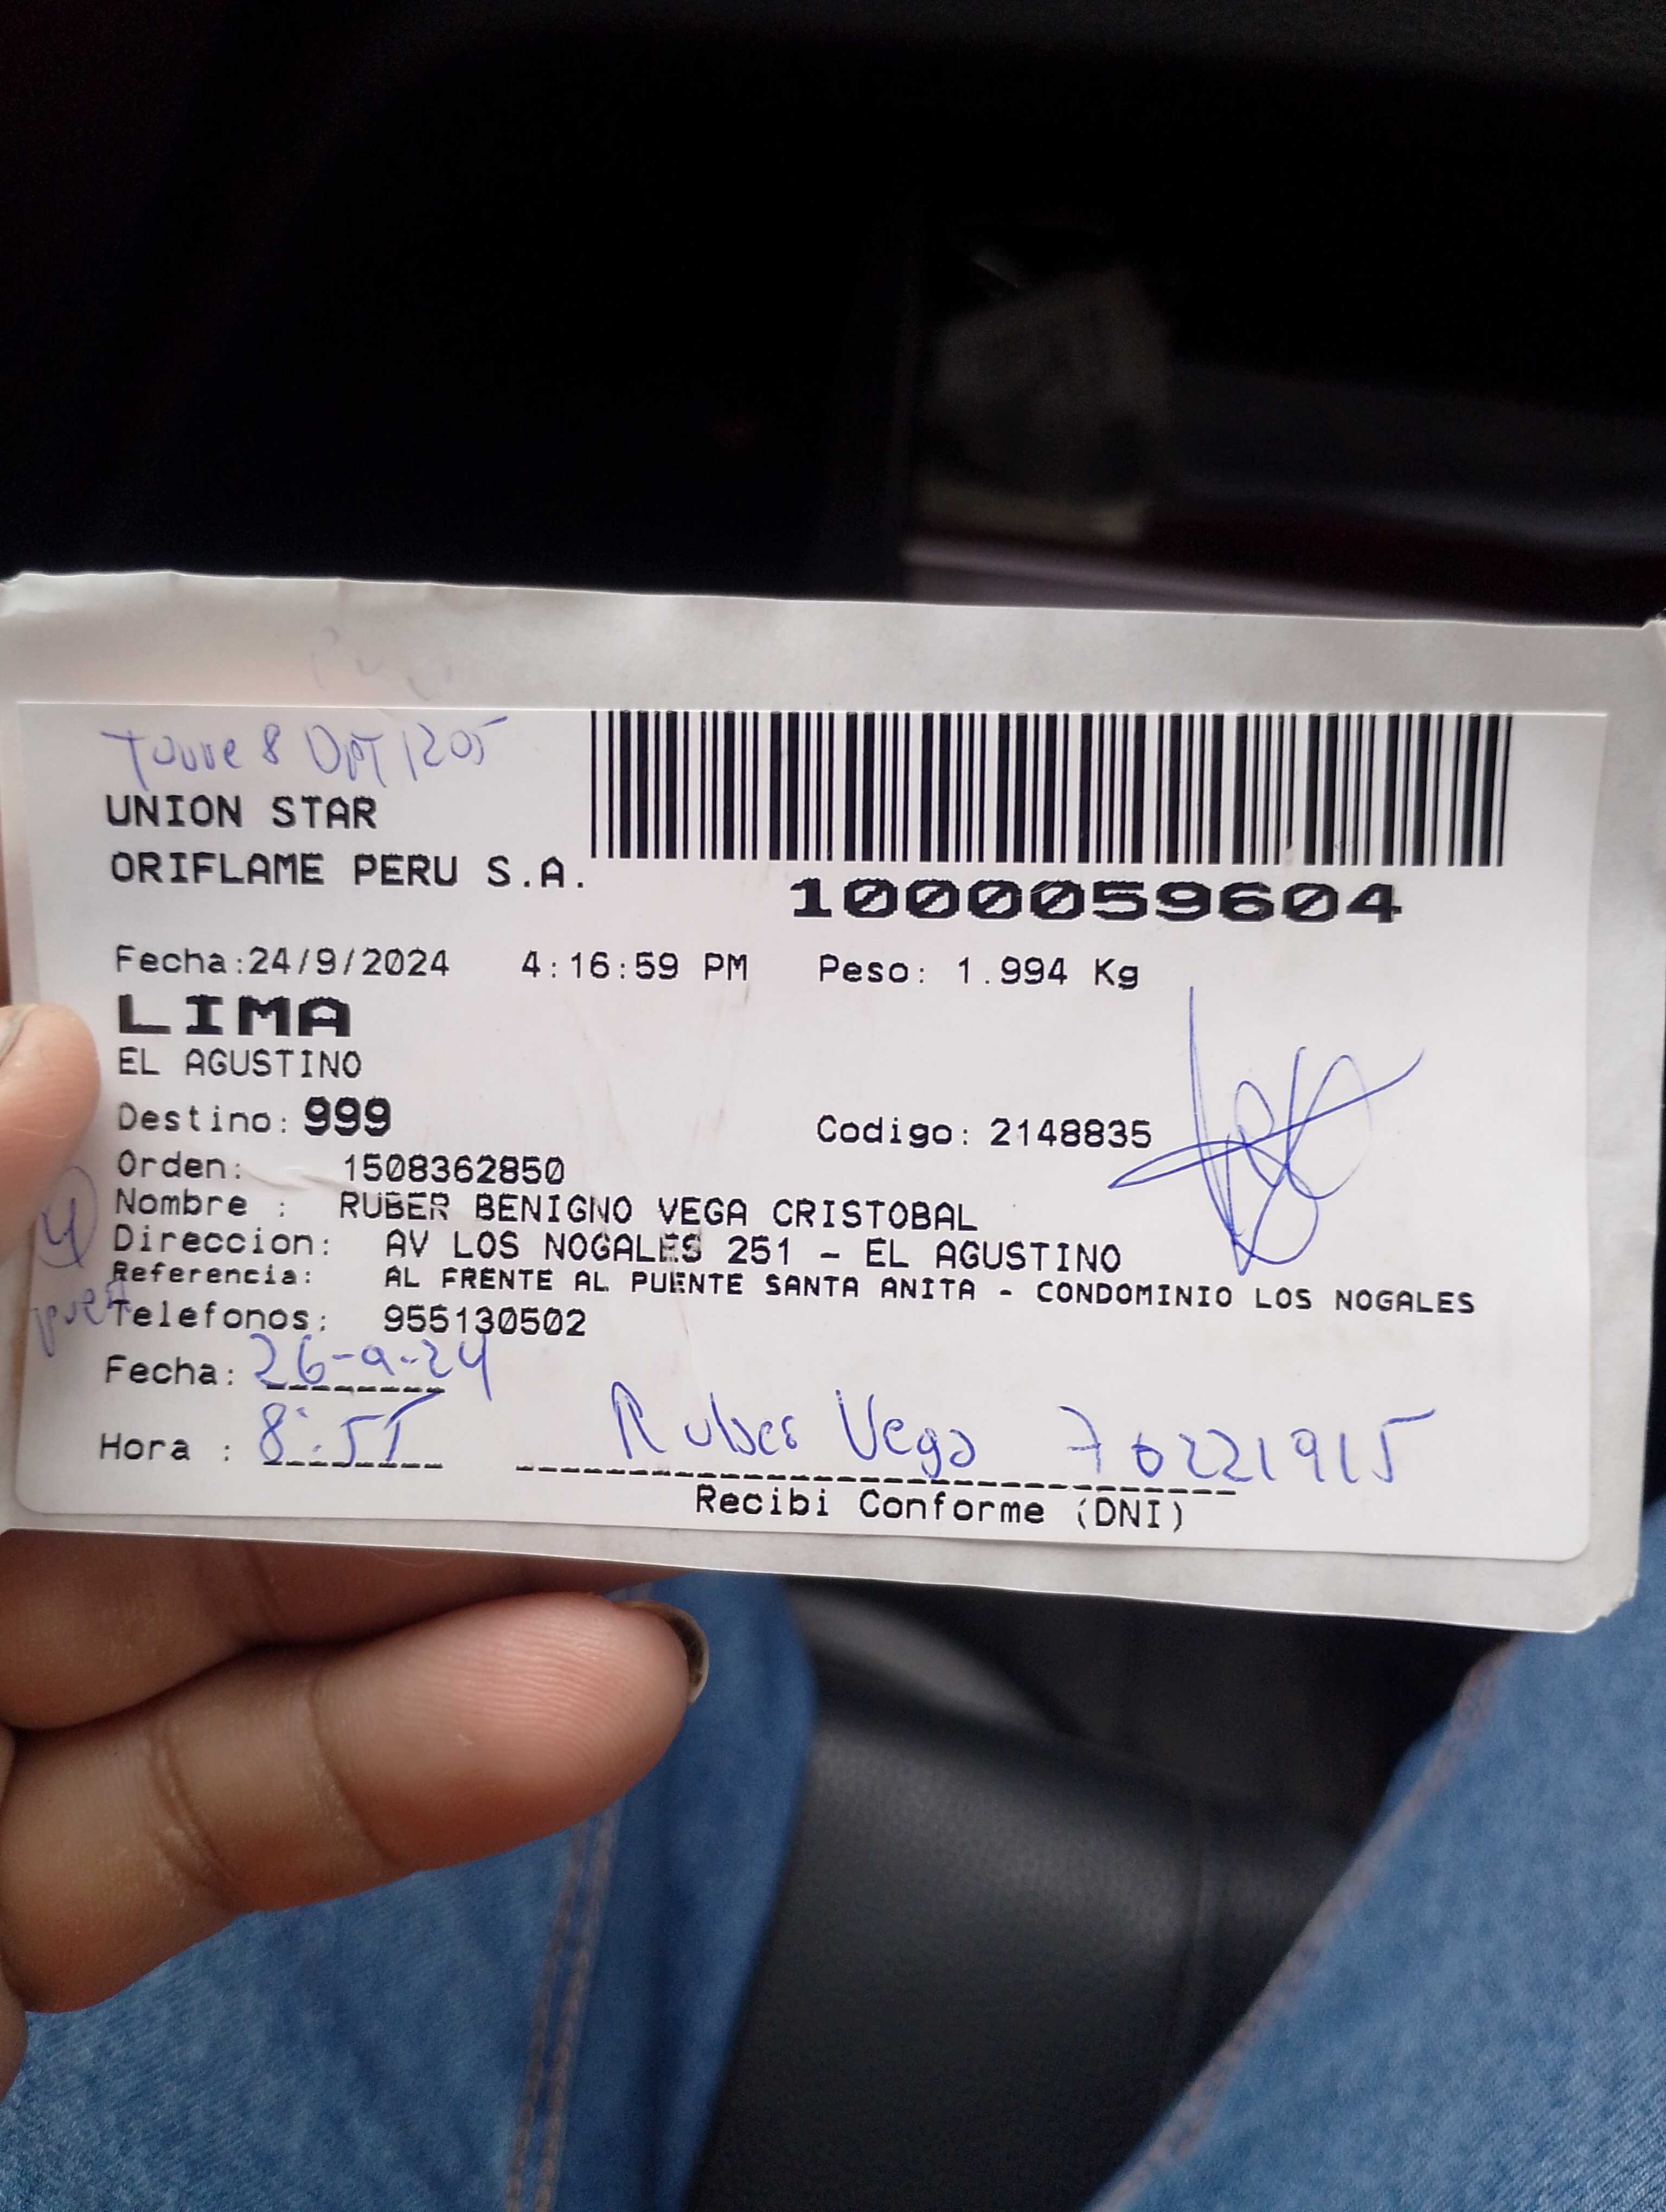 Torre 8 DPT 1205
UNION STAR
ORIFLAME PERU S.A.
1000059604
Fecha:24/9/2024 4:16:59 PM Peso: 1.994 Kg
LIMA
EL AGUSTINO
Destino: 999 Codigo: 2148835
Orden: 1508362850
Nombre : RUBER BENIGNO VEGA CRISTOBAL
Direccion: AV LOS NOGALES 251 - EL AGUSTINO
Referencia: AL FRENTE AL PUENTE SANTA ANITA - CONDOMINIO LOS NOGALES
Telefonos: 955130502
Fecha: 26-9-24
Hora : 8:51
Ruber Vega 70221915
Recibi Conforme (DNI)